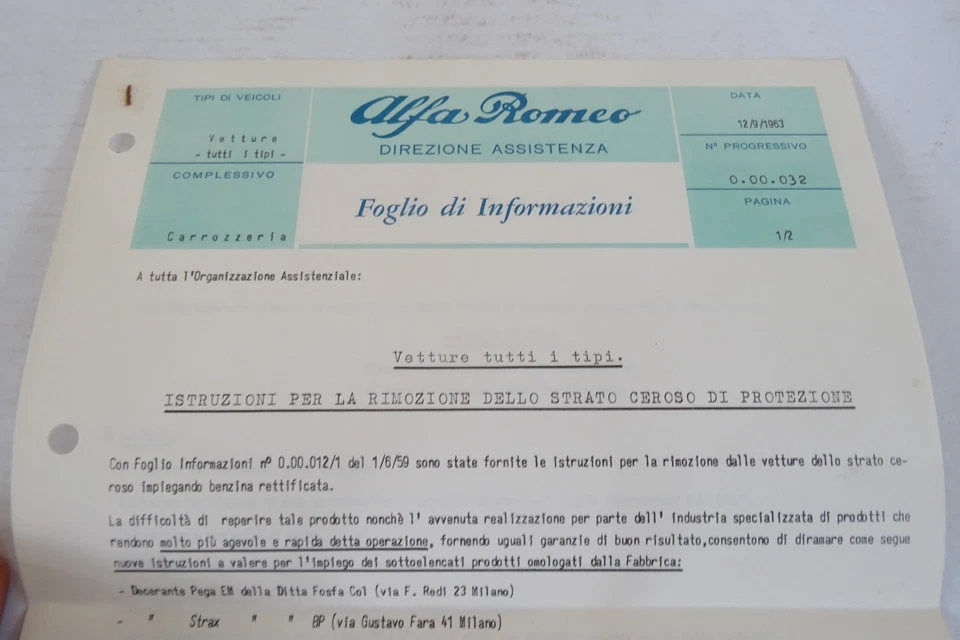 TIPI DI VEICOLI
Vetture
- tutti i tipi -
COMPLESSIVO
Carrozzeria
Alfa Romeo
DIREZIONE ASSISTENZA
Foglio di Informazioni
DATA
12/9/1963
N° PROGRESSIVO
0.00.032
PAGINA
1/2
A tutta l'Organizzazione Assistenziale:
Vetture tutti i tipi.
ISTRUZIONI PER LA RIMOZIONE DELLO STRATO CEROSO DI PROTEZIONE
Con Foglio Informazioni n° 0.00.012/1 del 1/6/59 sono state fornite le istruzioni per la rimozione dalle vetture dello strato ce-
roso impiegando benzina rettificata.
La difficoltà di reperire tale prodotto nonchè l' avvenuta realizzazione per parte dell' industria specializzata di prodotti che
rendono molto più agevole e rapida detta operazione, fornendo uguali garanzie di buon risultato,consentono di diramare come segue
nuove istruzioni a valere per l'impiego dei sottoelencati prodotti omologati dalla Fabbrica:
- Decerante Pega EM della Ditta Fosfa Col (via F. Redi 23 Milano)
- " Strax " " BP (via Gustavo Fara 41 Milano)